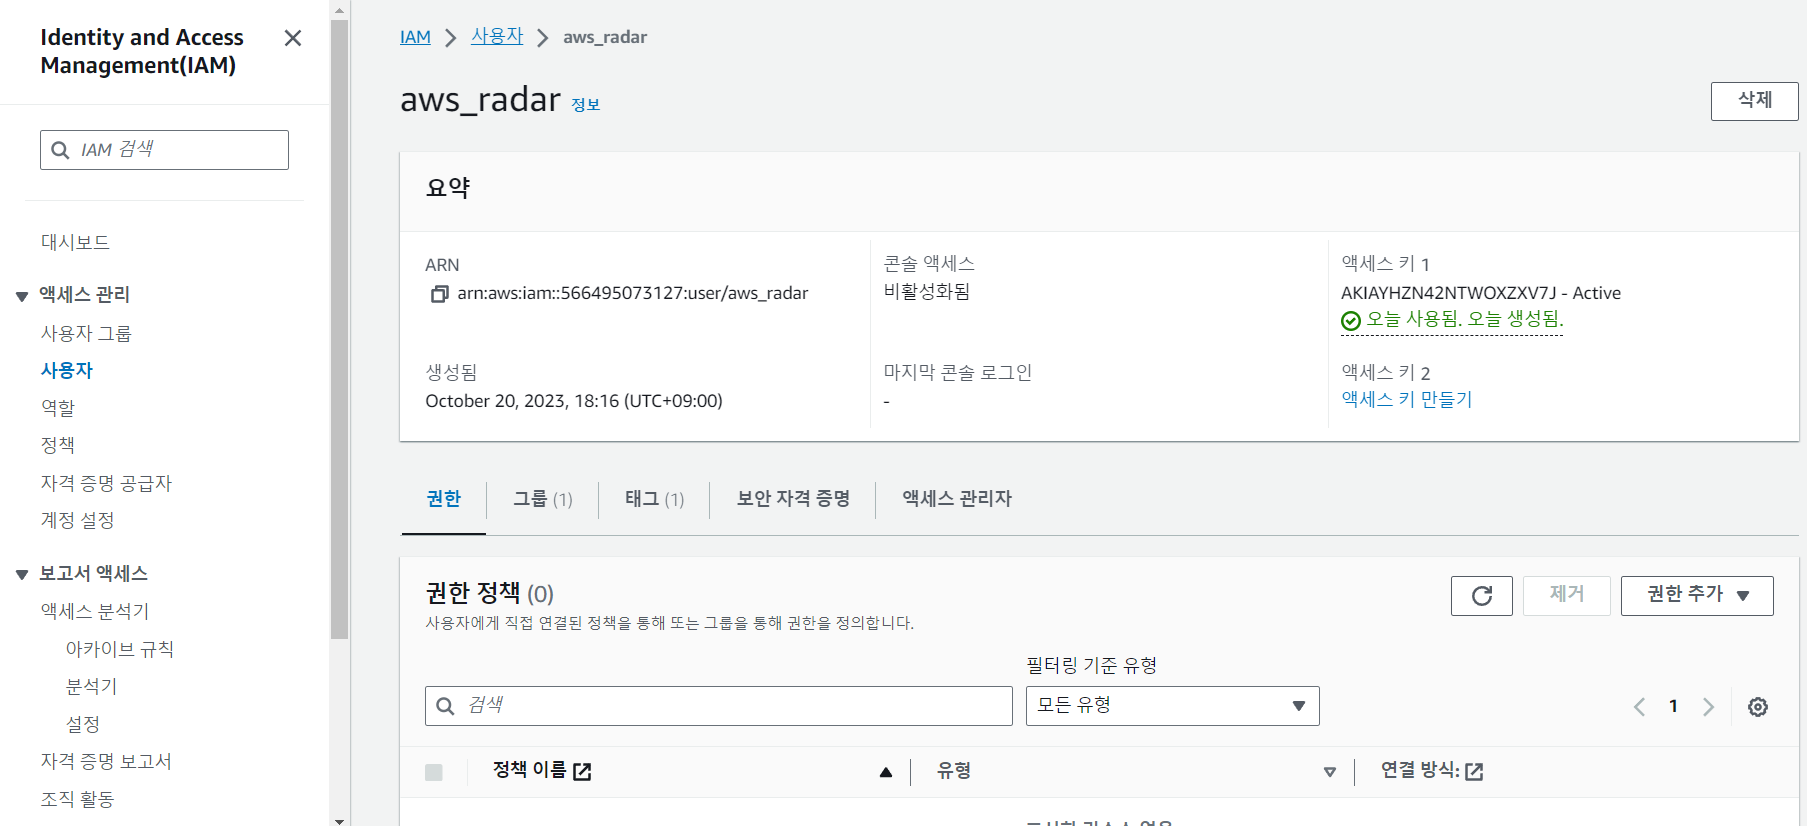 Identity and Access
Management(IAM)
IAM 검색
대시보드
액세스 관리
사용자 그룹
사용자
역할
정책
자격 증명 공급자
계정 설정
보고서 액세스
액세스 분석기
아카이브 규칙
분석기
설정
자격 증명 보고서
조직 활동
IAM 사용자 aws_radar
aws_radar 정보
삭제
요약
ARN
arn:aws:iam::566495073127:user/aws_radar
생성됨
October 20, 2023, 18:16 (UTC+09:00)
콘솔 액세스
비활성화됨
마지막 콘솔 로그인
-
액세스 키 1
AKIAYHZN42NTWOXZXV7J - Active
오늘 사용됨. 오늘 생성됨.
액세스 키 2
액세스 키 만들기
권한 그룹 (1) 태그 (1) 보안 자격 증명 액세스 관리자
권한 정책 (0)
사용자에게 직접 연결된 정책을 통해 또는 그룹을 통해 권한을 정의합니다.
제거 권한 추가
필터링 기준 유형
검색 모든 유형 1
정책 이름 유형 연결 방식: